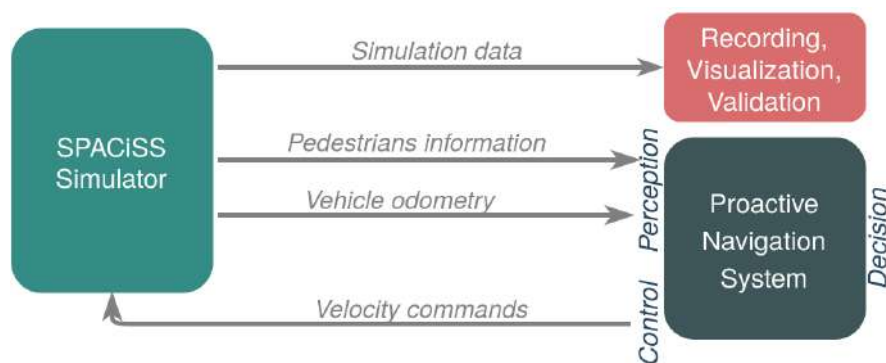 SPACiSS
Simulator
Simulation data
Pedestrians information
Vehicle odometry
Velocity commands
Recording,
Visualization,
Validation
Perception
Control
Proactive
Navigation
System
Decision